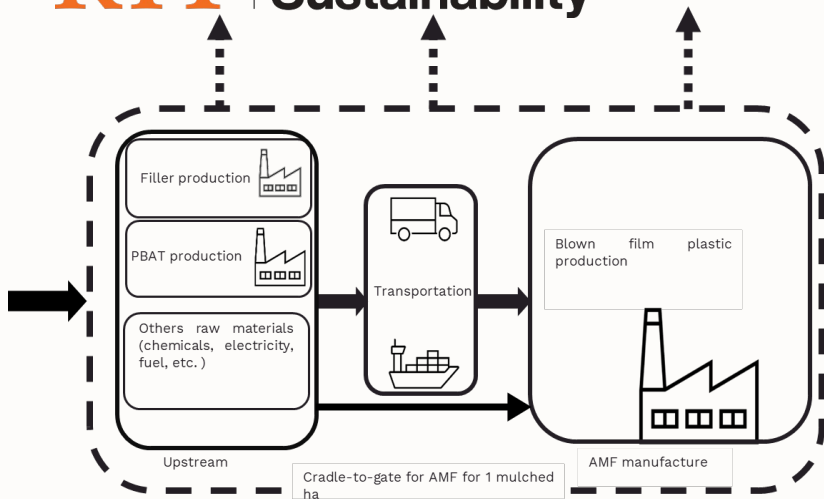 Sustainability
Filler production
PBAT production
Others raw materials
(chemicals, electricity,
fuel, etc. )
Upstream
Transportation
Blown film plastic
production
AMF manufacture
Cradle-to-gate for AMF for 1 mulched
ha